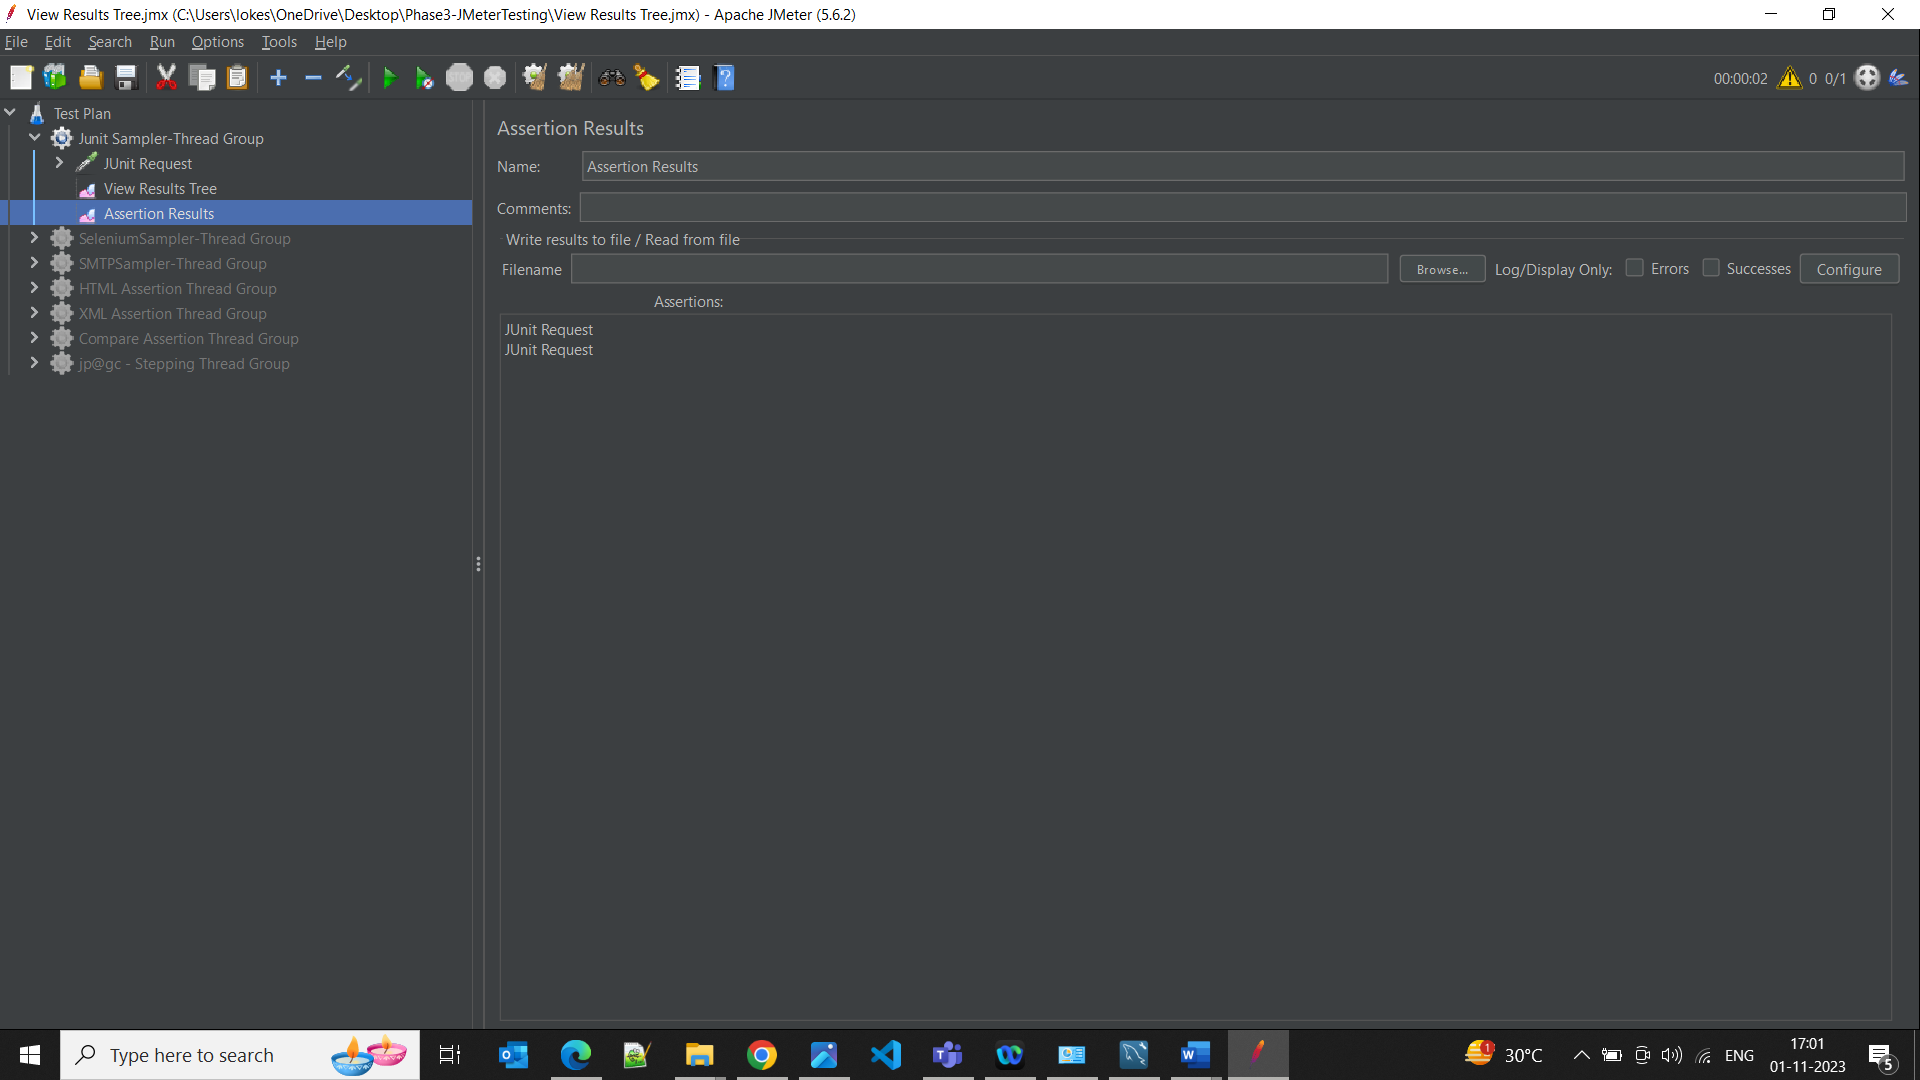 View Results Tree.jmx (C:\Users\lokes\OneDrive\Desktop\Phase3-JMeterTesting\View Results Tree.jmx) - Apache JMeter (5.6.2)
File Edit Search Run Options Tools Help
STOP
00:00:02 0 0/1
Test Plan
Junit Sampler-Thread Group
JUnit Request
View Results Tree
Assertion Results
SeleniumSampler-Thread Group
SMTPSampler-Thread Group
HTML Assertion Thread Group
XML Assertion Thread Group
Compare Assertion Thread Group
jp@gc - Stepping Thread Group
Assertion Results
Name: Assertion Results
Comments:
Write results to file / Read from file
Filename Browse... Log/Display Only: Errors Successes Configure
Assertions:
JUnit Request
JUnit Request
Type here to search
1 30°C ENG 17:01
01-11-2023 5